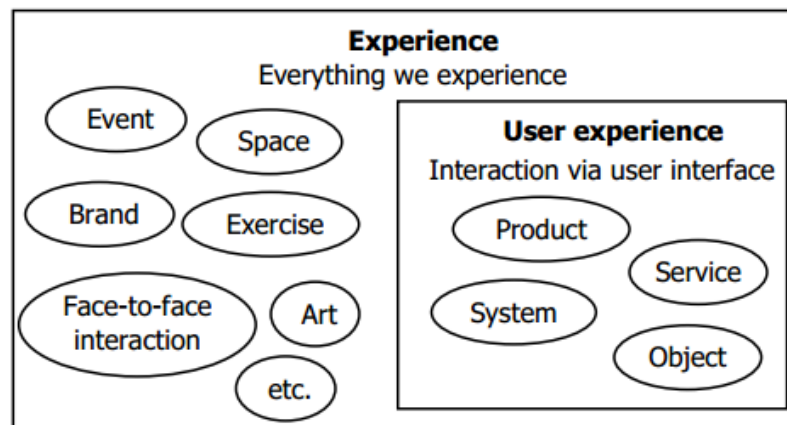 Experience
Everything we experience
Event
Space
Brand
Exercise
Face-to-face
interaction
Art
etc.
User experience
Interaction via user interface
Product
Service
System
Object